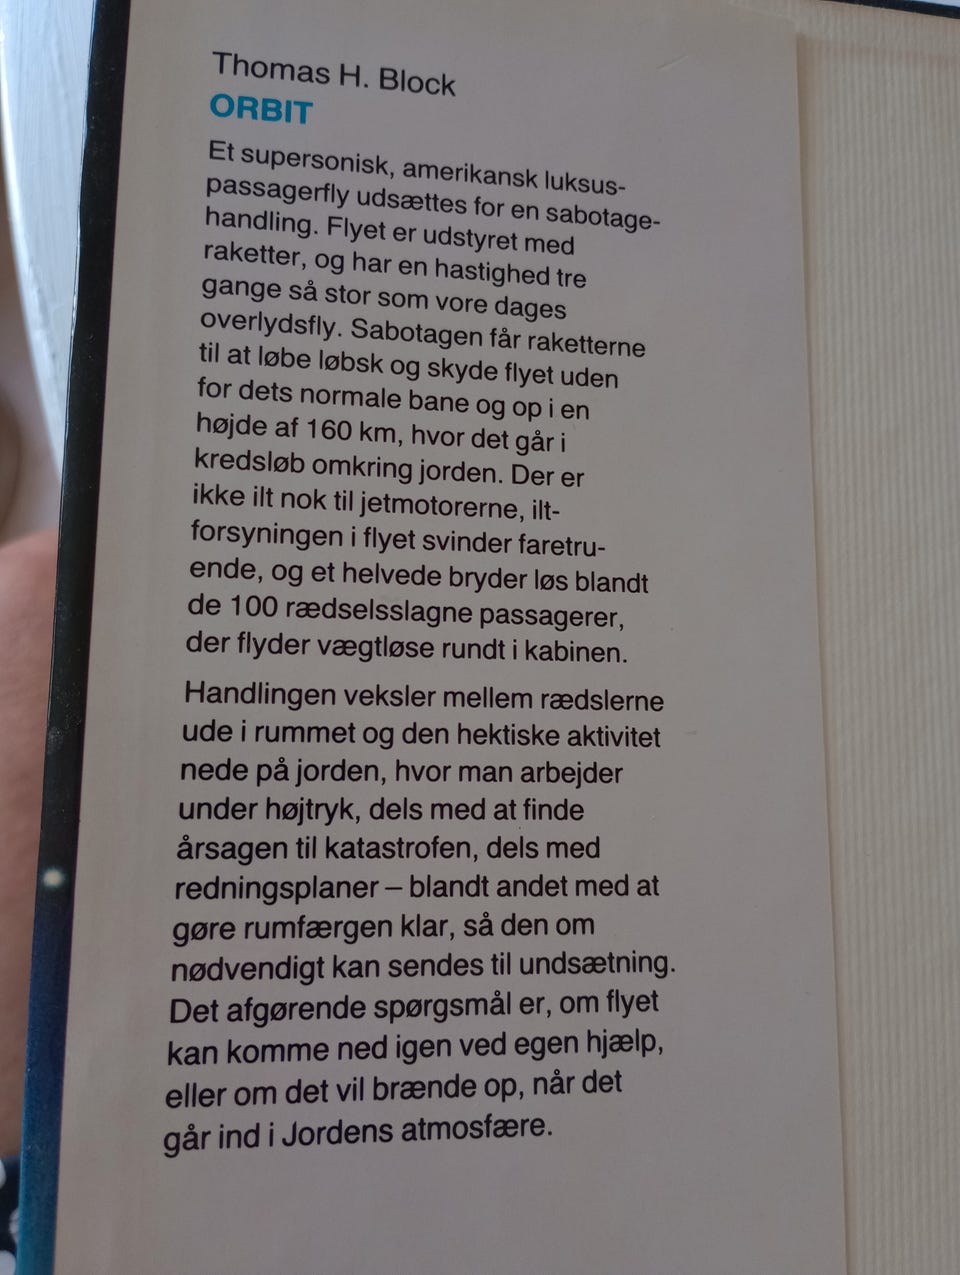 Thomas H. Block
ORBIT
Et supersonisk, amerikansk luksus-
passagerfly udsættes for en sabotage-
handling. Flyet er udstyret med
raketter, og har en hastighed tre
gange så stor som vore dages
overlydsfly. Sabotagen får raketterne
til at løbe løbsk og skyde flyet uden
for dets normale bane og op i en
højde af 160 km, hvor det går i
kredsløb omkring jorden. Der er
ikke ilt nok til jetmotorerne, ilt-
forsyningen i flyet svinder faretru-
ende, og et helvede bryder løs blandt
de 100 rædselsslagne passagerer,
der flyder vægtløse rundt i kabinen.
Handlingen veksler mellem rædslerne
ude i rummet og den hektiske aktivitet
nede på jorden, hvor man arbejder
under højtryk, dels med at finde
årsagen til katastrofen, dels med
redningsplaner – blandt andet med at
gøre rumfærgen klar, så den om
nødvendigt kan sendes til undsætning.
Det afgørende spørgsmål er, om flyet
kan komme ned igen ved egen hjælp,
eller om det vil brænde op, når det
går ind i Jordens atmosfære.